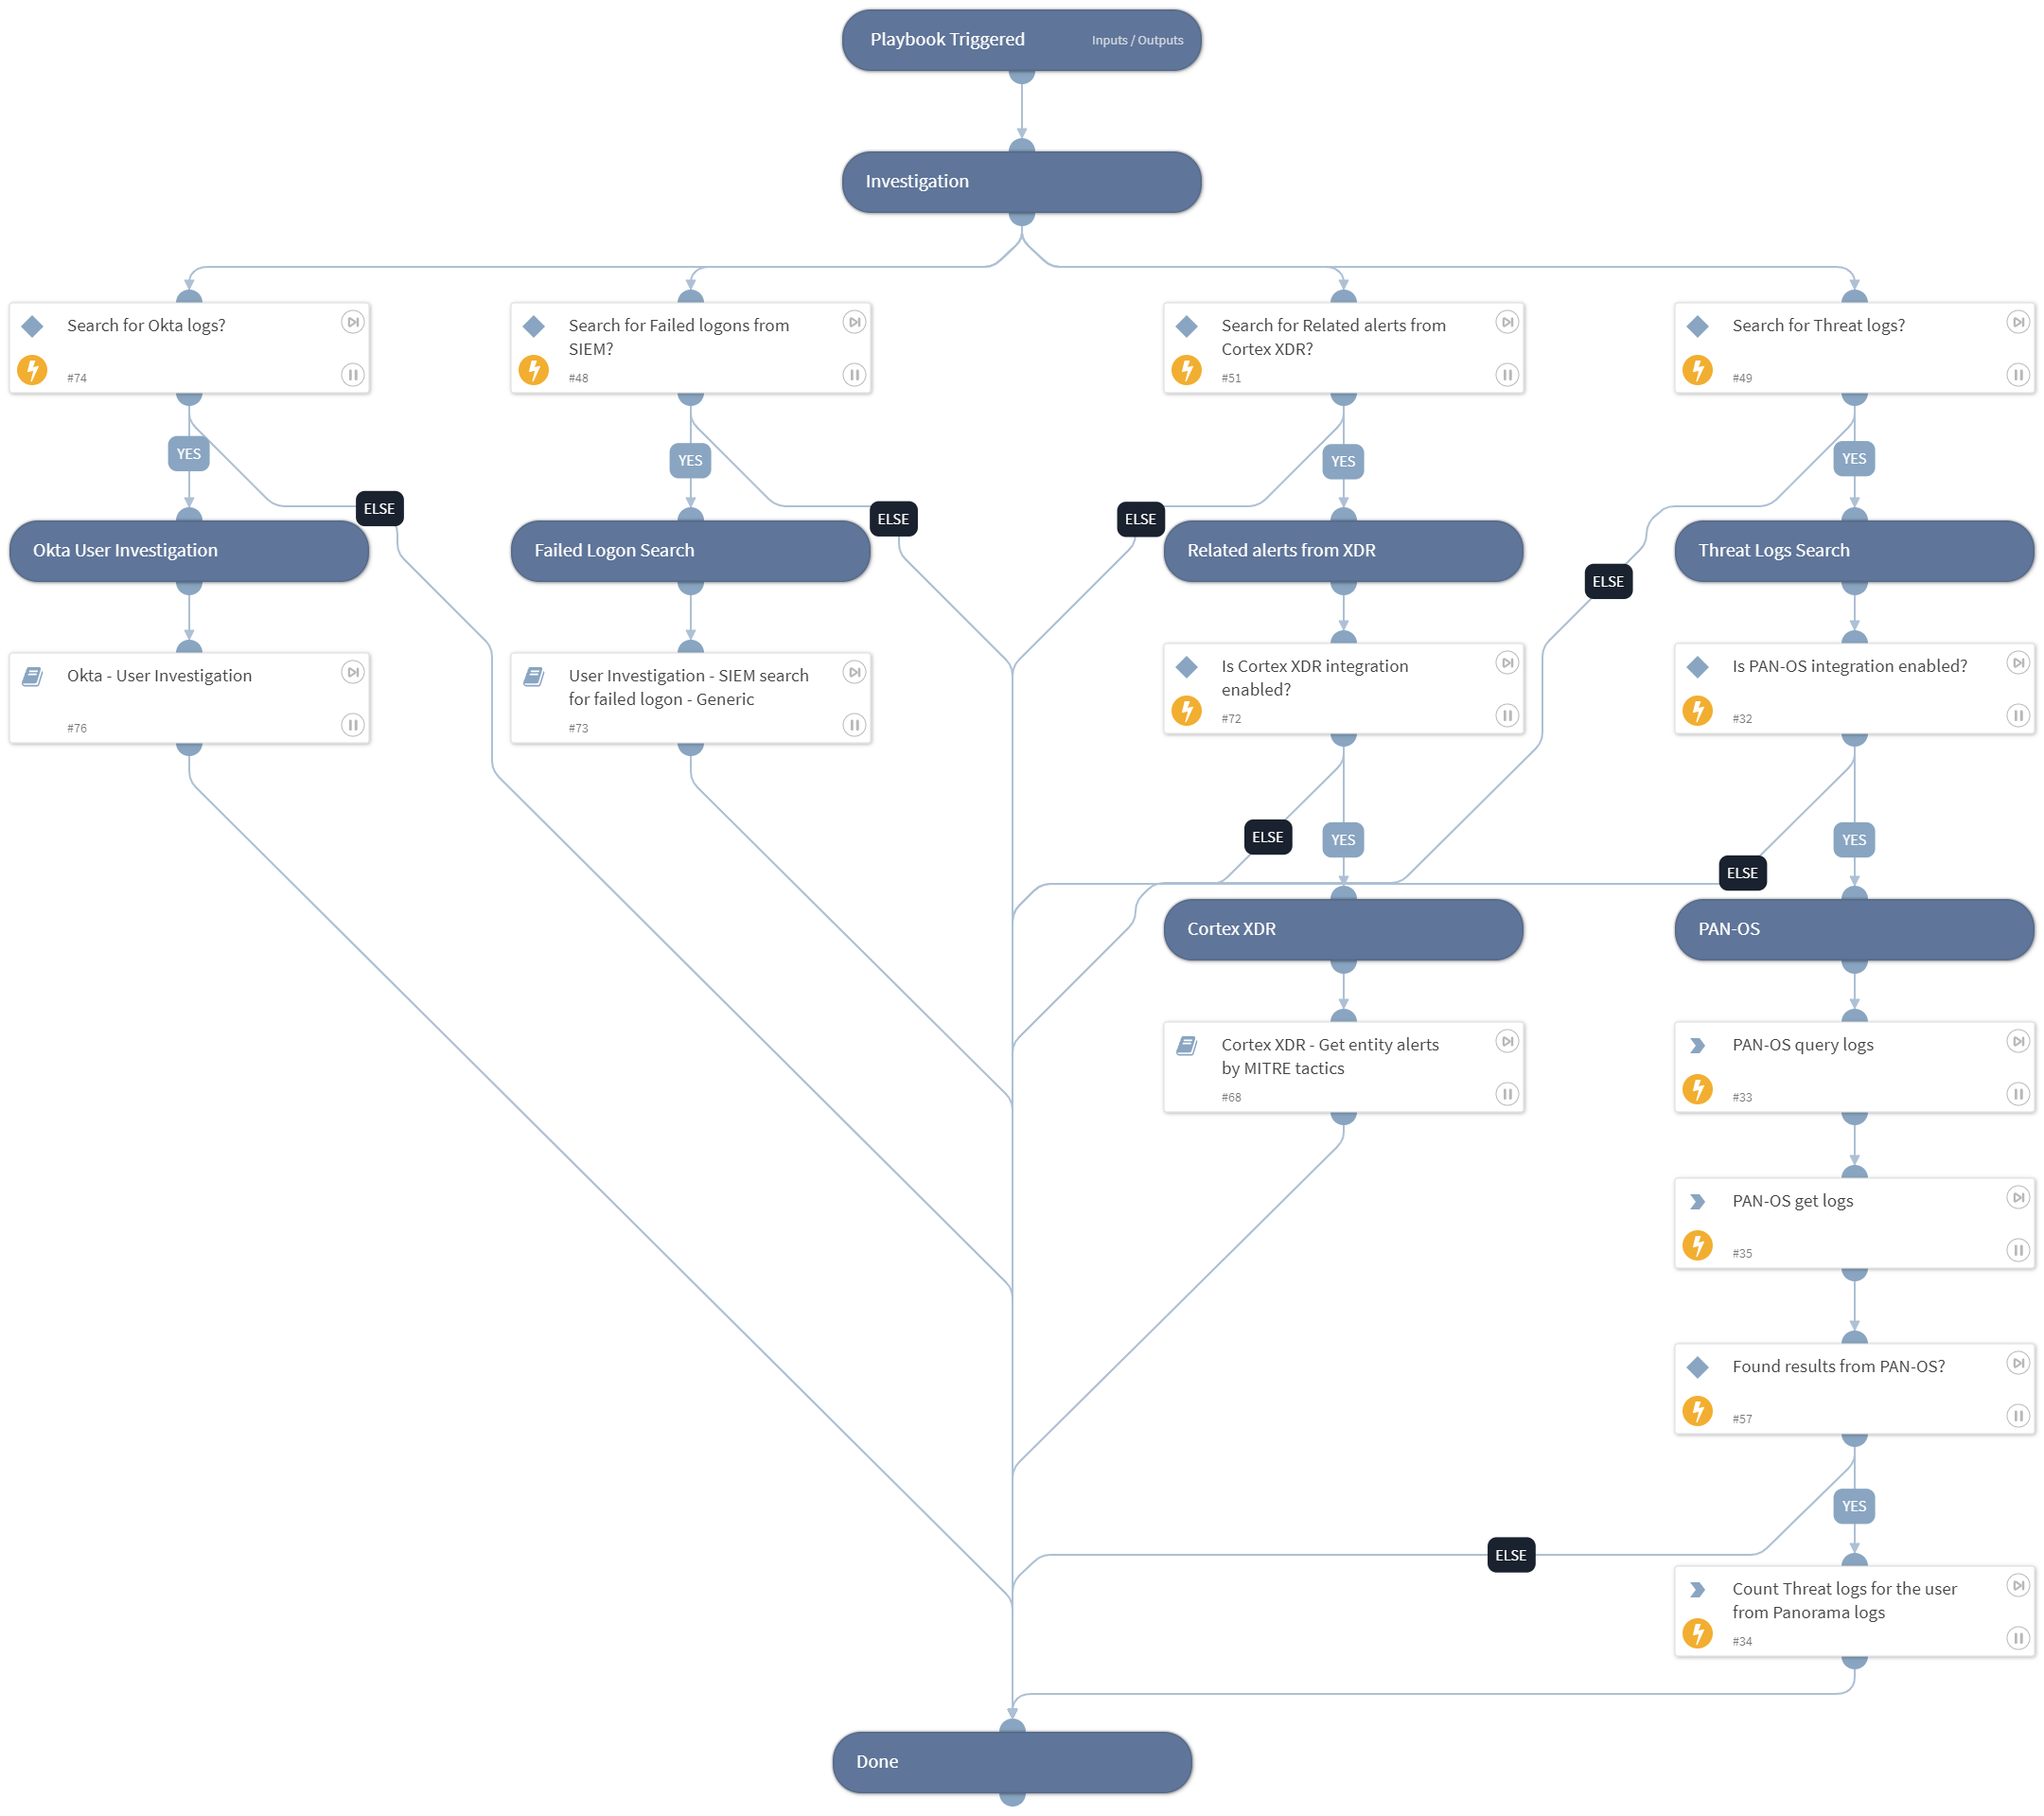 Playbook Triggered
Inputs / Outputs
Investigation
Search for Okta logs?
#74
Search for Failed logons from
SIEM?
#48
Search for Related alerts from
Cortex XDR?
#51
Search for Threat logs?
#49
YES
YES
YES
YES
ELSE
ELSE
ELSE
ELSE
Okta User Investigation
Failed Logon Search
Related alerts from XDR
Threat Logs Search
Okta - User Investigation
#76
User Investigation - SIEM search
for failed logon - Generic
#73
Is Cortex XDR integration
enabled?
#72
Is PAN-OS integration enabled?
#32
ELSE
YES
YES
ELSE
Cortex XDR
PAN-OS
Cortex XDR - Get entity alerts
by MITRE tactics
#68
PAN-OS query logs
#33
PAN-OS get logs
#35
Found results from PAN-OS?
#57
YES
ELSE
Count Threat logs for the user
from Panorama logs
#34
Done